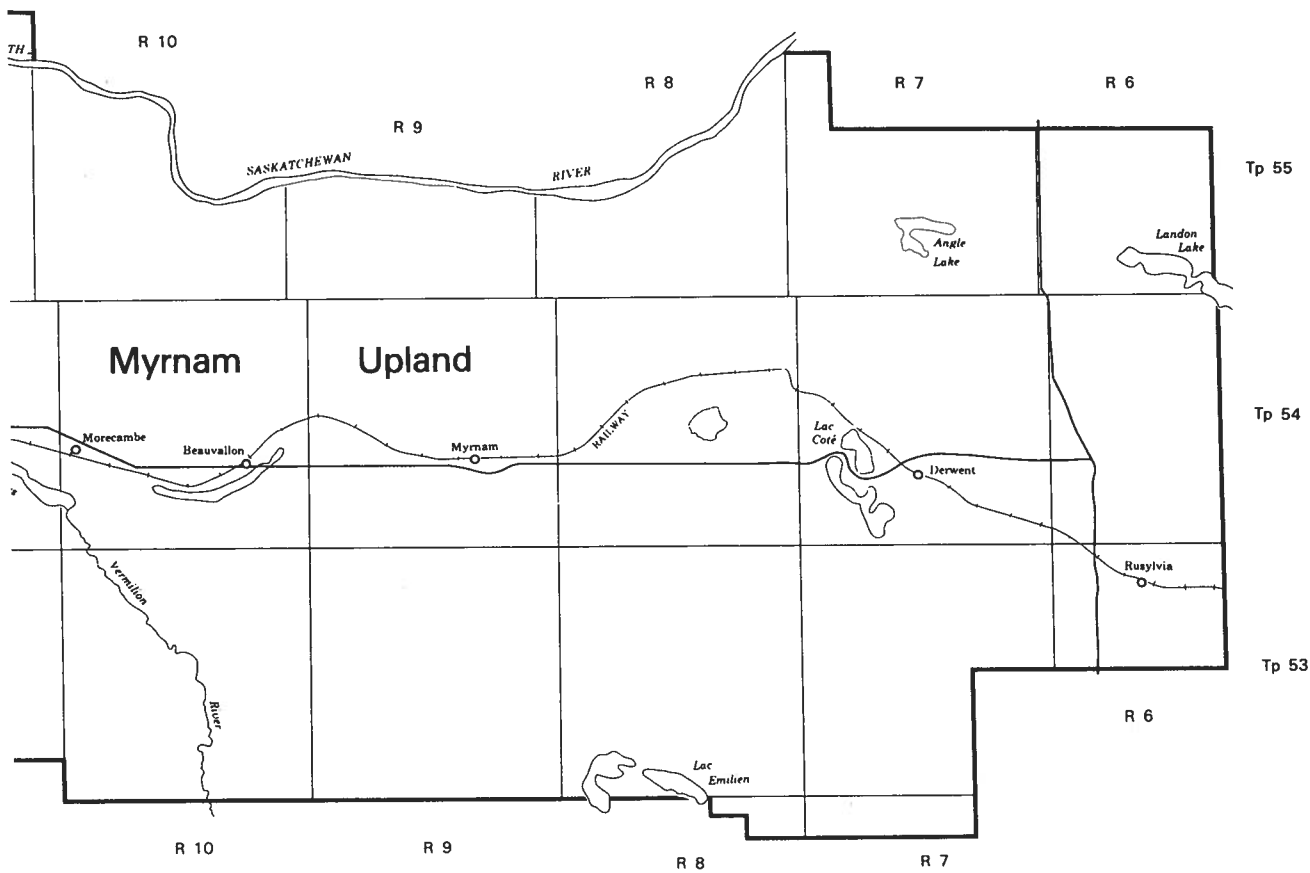 R 10
TH
R 8
R 7
R 6
R 9
SASKATCHEWAN
RIVER
Tp 55
Angle
Lake
Landon
Lake
Myrnam
Upland
Tp 54
RAILWAY
Morecambe
Beauvallon
Myrnam
Lac
Coté
Derwent
Vermilion
River
Rusylvia
Tp 53
R 6
Lac
Emilien
R 10
R 9
R 8
R 7